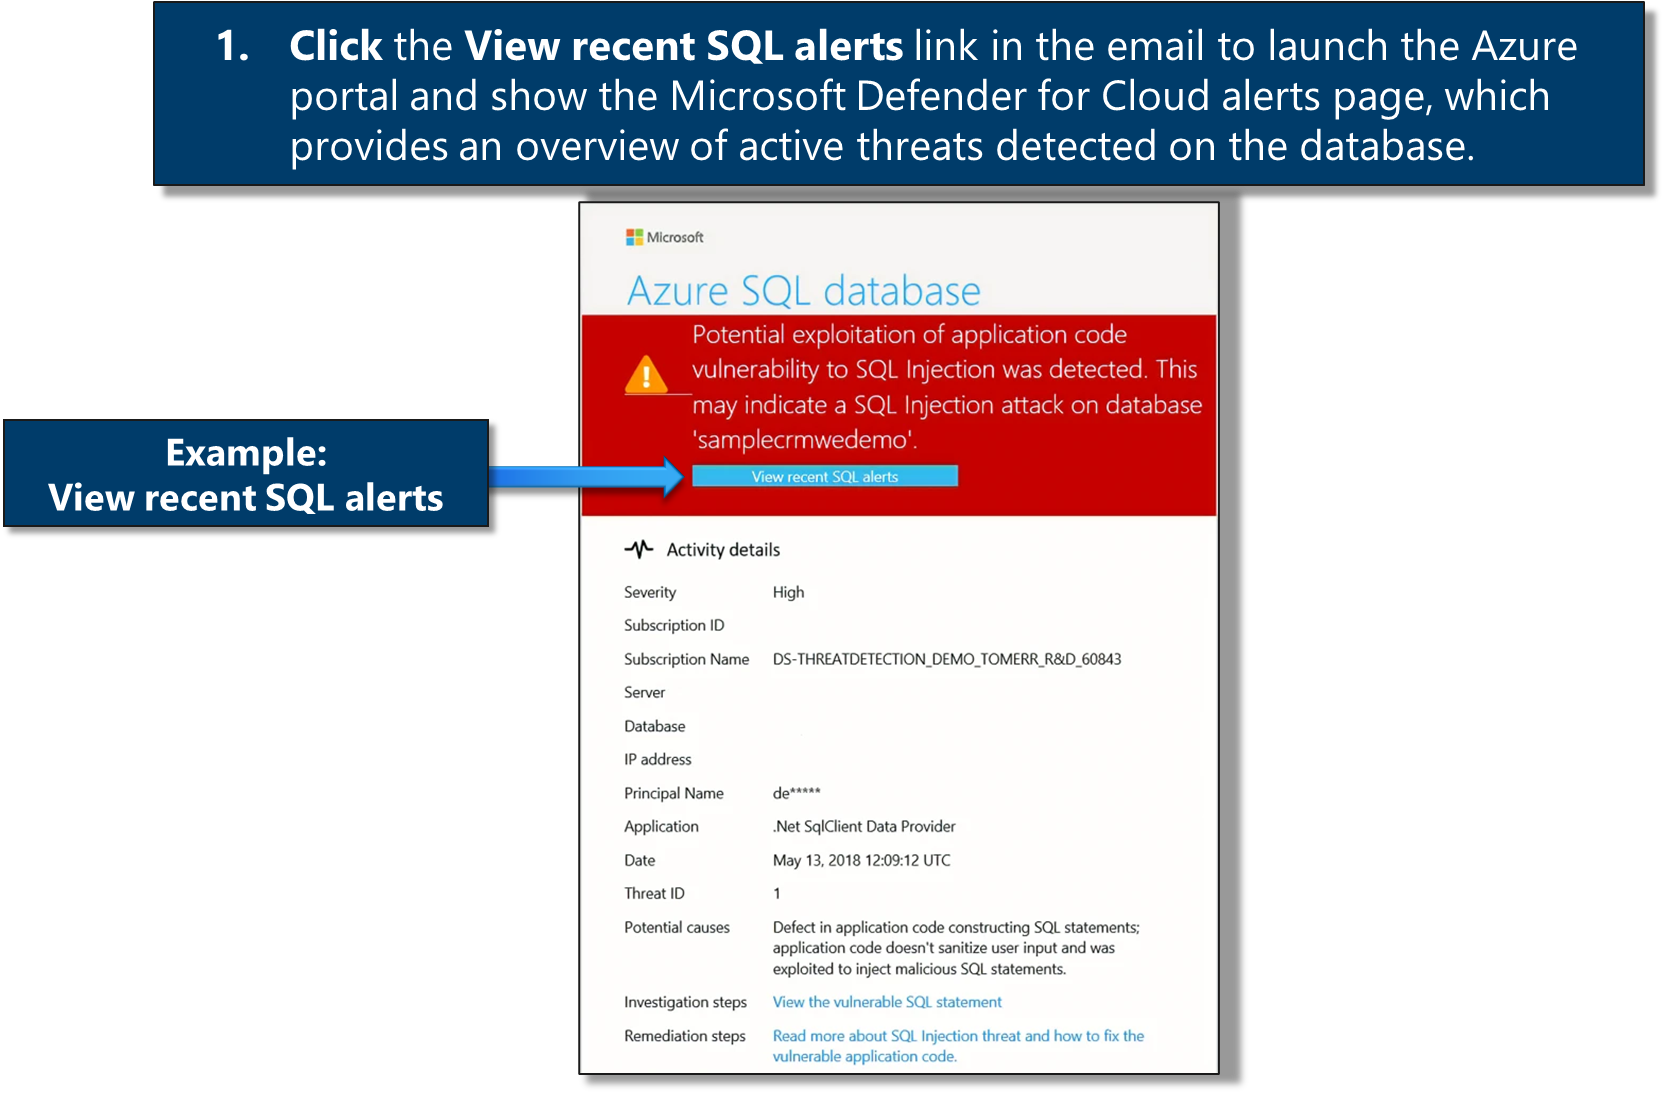 1. Click the View recent SQL alerts link in the email to launch the Azure
portal and show the Microsoft Defender for Cloud alerts page, which
provides an overview of active threats detected on the database.
Microsoft
Azure SQL database
Potential exploitation of application code
vulnerability to SQL Injection was detected. This
may indicate a SQL Injection attack on database
'samplecrmwedemo'.
View recent SQL alerts
Example:
View recent SQL alerts
Activity details
Severity High
Subscription ID
Subscription Name DS-THREATDETECTION_DEMO_TOMERR_R&D_60843
Server
Database
IP address
Principal Name de*****
Application .Net SqlClient Data Provider
Date May 13, 2018 12:09:12 UTC
Threat ID 1
Potential causes Defect in application code constructing SQL statements;
application code doesn't sanitize user input and was
exploited to inject malicious SQL statements.
Investigation steps View the vulnerable SQL statement
Remediation steps Read more about SQL Injection threat and how to fix the
vulnerable application code.